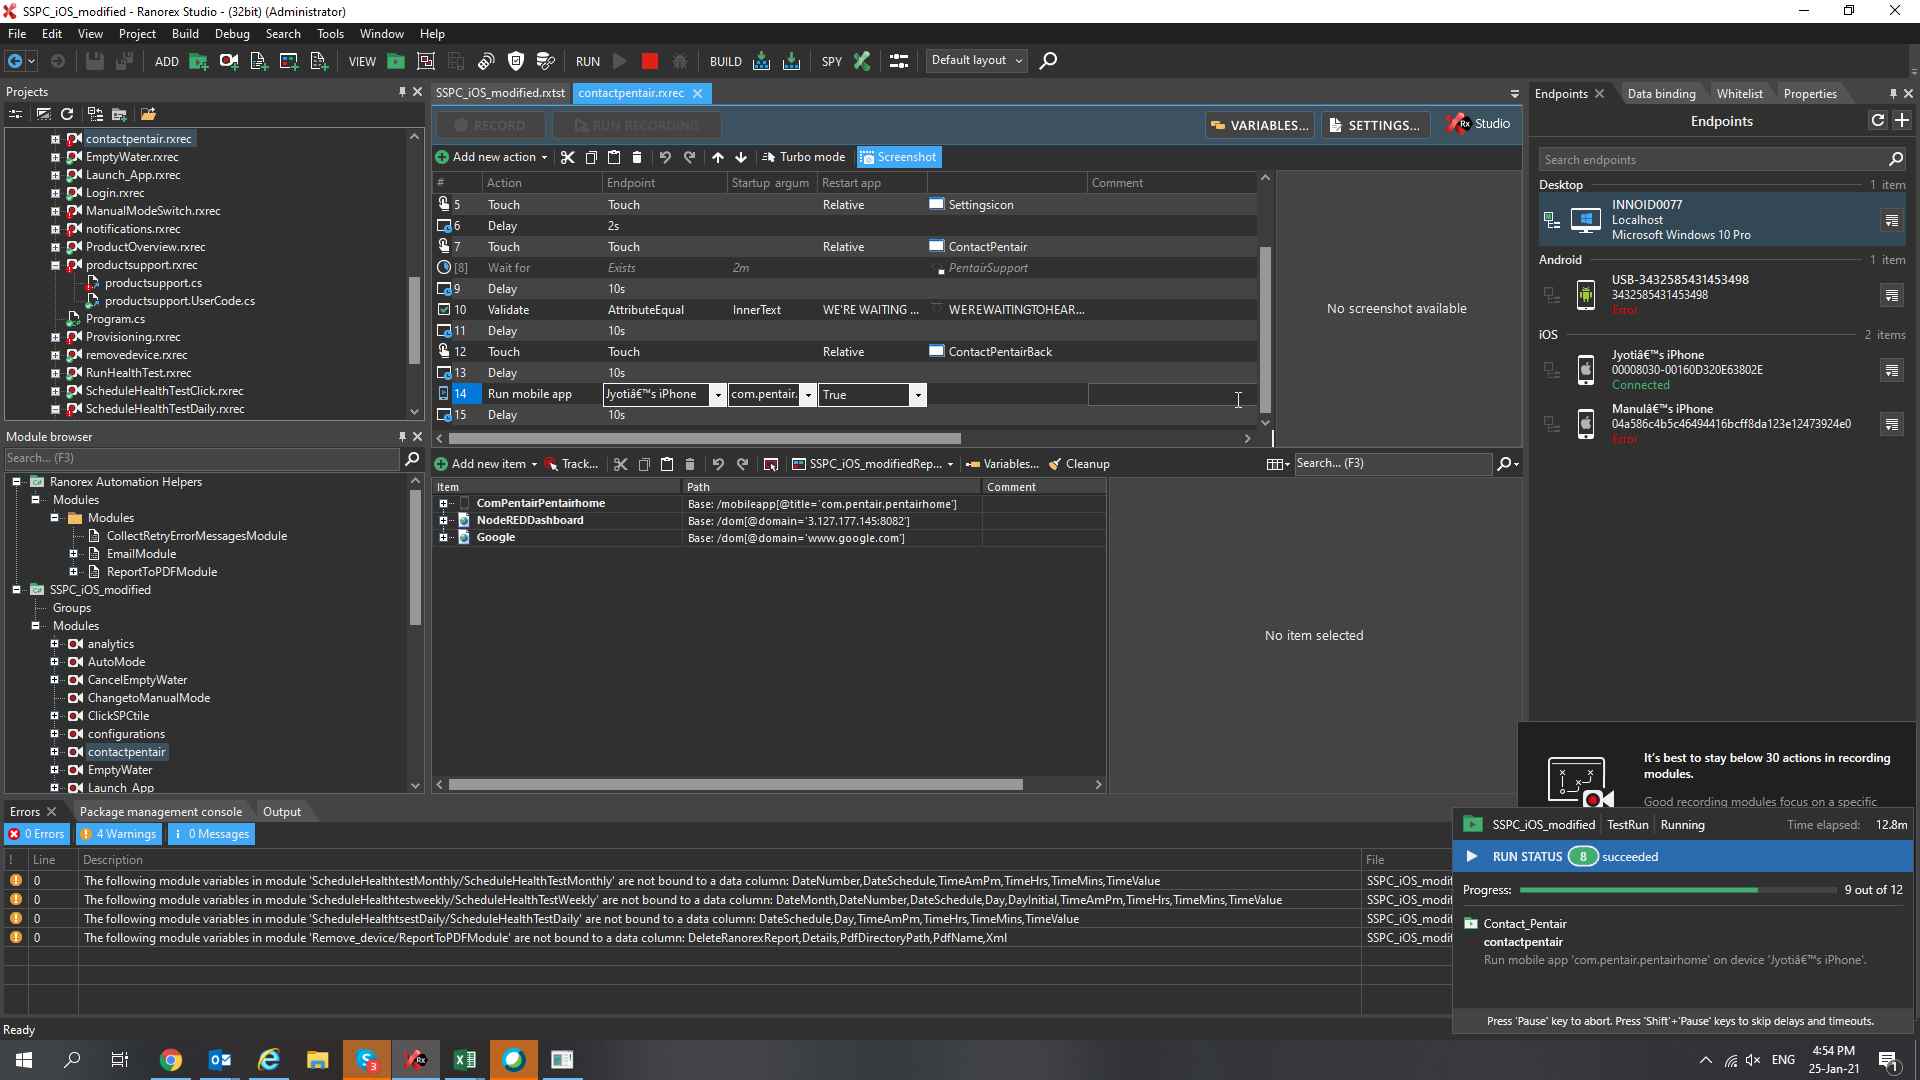 SSPC_iOS_modified - Ranorex Studio - (32bit) (Administrator)
File Edit View Project Build Debug Search Tools Window Help
ADD VIEW RUN BUILD SPY Default layout
Projects
contactpentair.rxrec
EmptyWater.rxrec
Launch_App.rxrec
Login.rxrec
ManualModeSwitch.rxrec
notifications.rxrec
ProductOverview.rxrec
productsupport.rxrec
productsupport.cs
productsupport.UserCode.cs
Program.cs
Provisioning.rxrec
removedevice.rxrec
RunHealthTest.rxrec
ScheduleHealthTestClick.rxrec
ScheduleHealthTestDaily.rxrec
Module browser
Search... (F3)
Ranorex Automation Helpers
Modules
Modules
CollectRetryErrorMessagesModule
EmailModule
ReportToPDFModule
SSPC_iOS_modified
Groups
Modules
analytics
AutoMode
CancelEmptyWater
ChangetoManualMode
ClickSPCtile
configurations
contactpentair
EmptyWater
Launch_App
SSPC_iOS_modified.rxtst contactpentair.rxrec
RECORD RUN RECORDING VARIABLES... SETTINGS... Rx Studio
Add new action Turbo mode Screenshot
# Action Endpoint Startup argum Restart app Comment
5 Touch Touch Relative Settingsicon
6 Delay 2s
7 Touch Touch Relative ContactPentair
[8] Wait for Exists 2m PentairSupport
9 Delay 10s
10 Validate AttributeEqual InnerText WE'RE WAITING ... WEREWAITINGTOHEAR...
11 Delay 10s
12 Touch Touch Relative ContactPentairBack
13 Delay 10s
14 Run mobile app Jyotiâ€™s iPhone com.pentair. True
15 Delay 10s
No screenshot available
Add new item Track... SSPC_iOS_modifiedRep... Variables... Cleanup Search... (F3)
Item Path Comment
ComPentairPentairhome Base: /mobileapp[@title='com.pentair.pentairhome']
NodeREDDashboard Base: /dom[@domain='3.127.177.145:8082']
Google Base: /dom[@domain='www.google.com']
No item selected
Endpoints Data binding Whitelist Properties
Endpoints
Search endpoints
Desktop 1 item
INNOID0077
Localhost
Microsoft Windows 10 Pro
Android 1 item
USB-3432585431453498
3432585431453498
Error
iOS 2 items
Jyotiâ€™s iPhone
00008030-00160D320E63802E
Connected
Manulâ€™s iPhone
04a586c4b5c46494416bcff8da123e12473924e0
Error
It's best to stay below 30 actions in recording
modules.
Good recording modules focus on a specific
Errors Package management console Output
0 Errors 4 Warnings 0 Messages
! Line Description File
0 The following module variables in module 'ScheduleHealthtestMonthly/ScheduleHealthTestMonthly' are not bound to a data column: DateNumber,DateSchedule,TimeAmPm,TimeHrs,TimeMins,TimeValue SSPC_iOS_modif
0 The following module variables in module 'ScheduleHealthtestweekly/ScheduleHealthTestWeekly' are not bound to a data column: DateMonth,DateNumber,DateSchedule,Day,DayInitial,TimeAmPm,TimeHrs,TimeMins,TimeValue SSPC_iOS_modif
0 The following module variables in module 'ScheduleHealthtsestDaily/ScheduleHealthTestDaily' are not bound to a data column: DateSchedule,Day,TimeAmPm,TimeHrs,TimeMins,TimeValue SSPC_iOS_modif
0 The following module variables in module 'Remove_device/ReportToPDFModule' are not bound to a data column: DeleteRanorexReport,Details,PdfDirectoryPath,PdfName,Xml SSPC_iOS_modif
SSPC_iOS_modified TestRun Running Time elapsed: 12.8m
RUN STATUS 8 succeeded
Progress: 9 out of 12
Contact_Pentair
contactpentair
Run mobile app 'com.pentair.pentairhome' on device 'Jyotiâ€™s iPhone'.
Press 'Pause' key to abort. Press 'Shift'+'Pause' keys to skip delays and timeouts.
Ready
ENG 4:54 PM
25-Jan-21